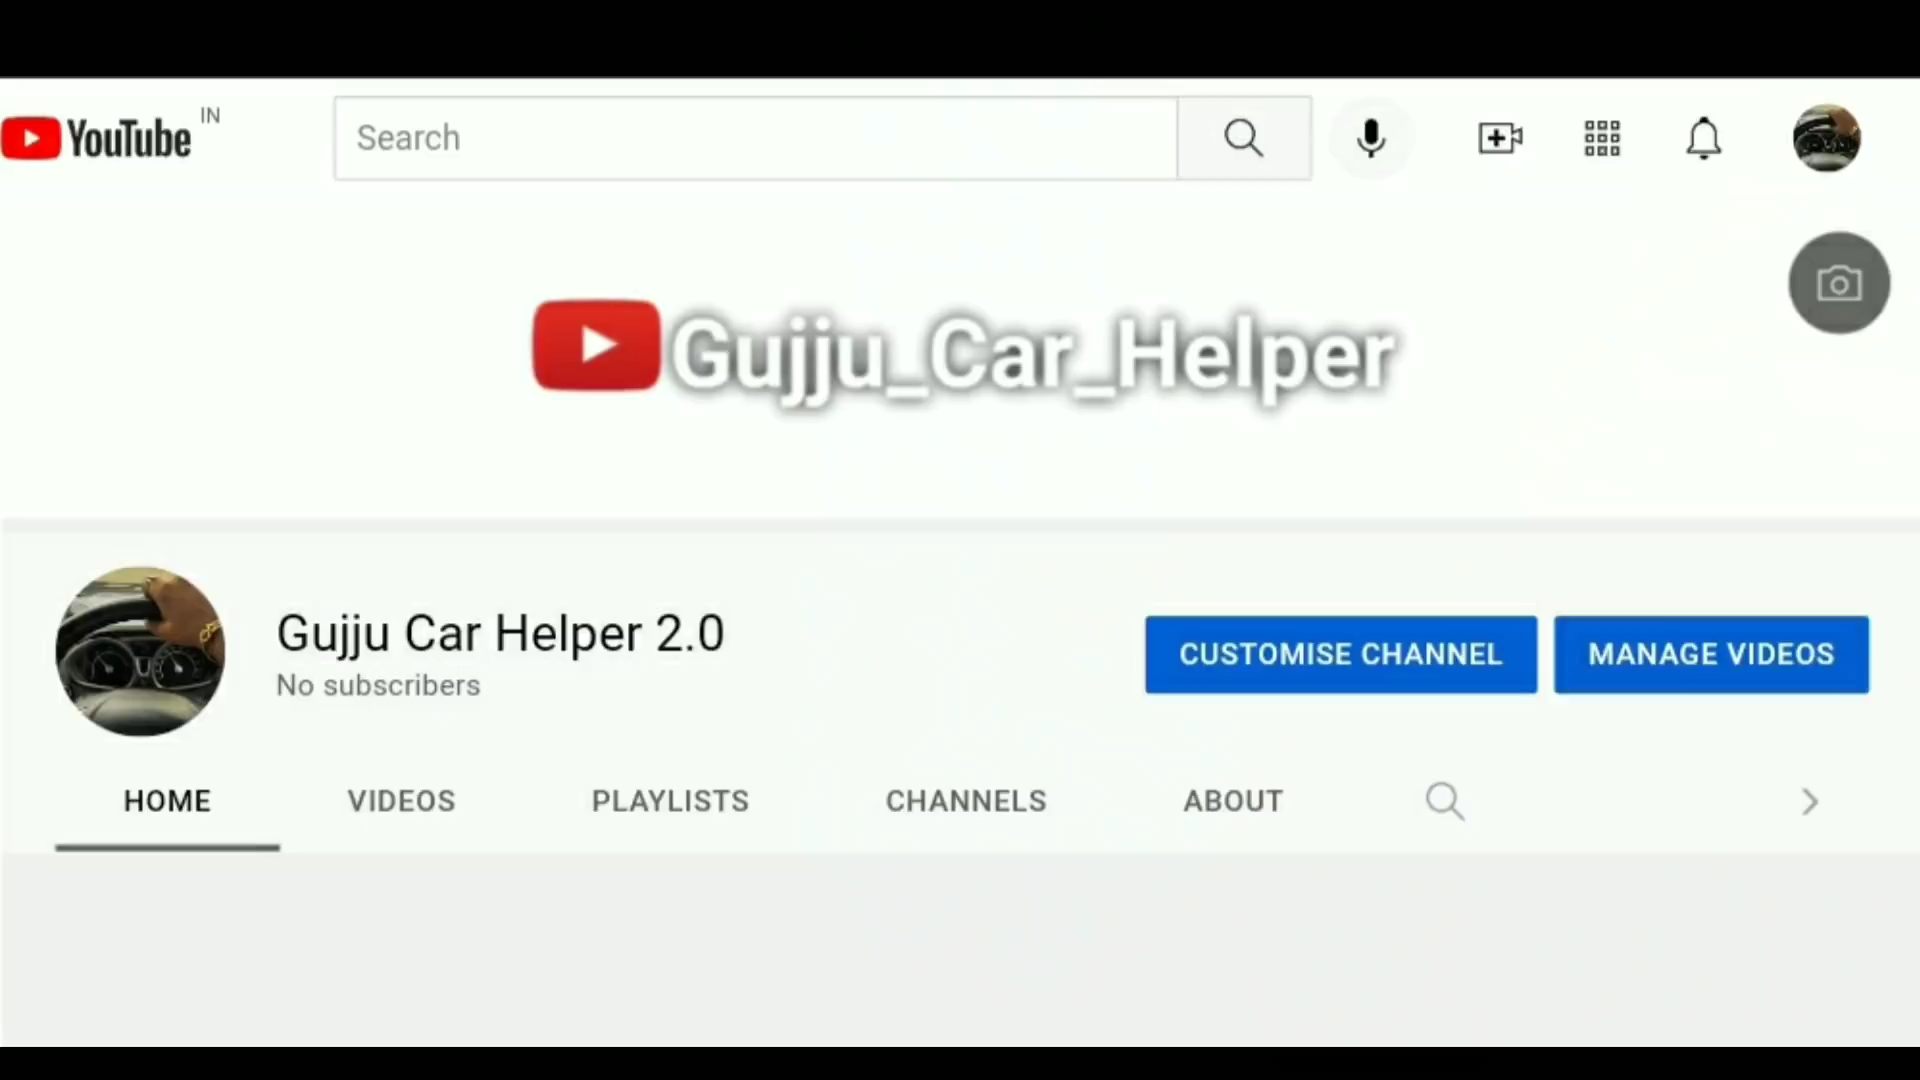 YouTube IN
Search
Gujju_Car_Helper
Gujju Car Helper 2.0
No subscribers
CUSTOMISE CHANNEL
MANAGE VIDEOS
HOME
VIDEOS
PLAYLISTS
CHANNELS
ABOUT